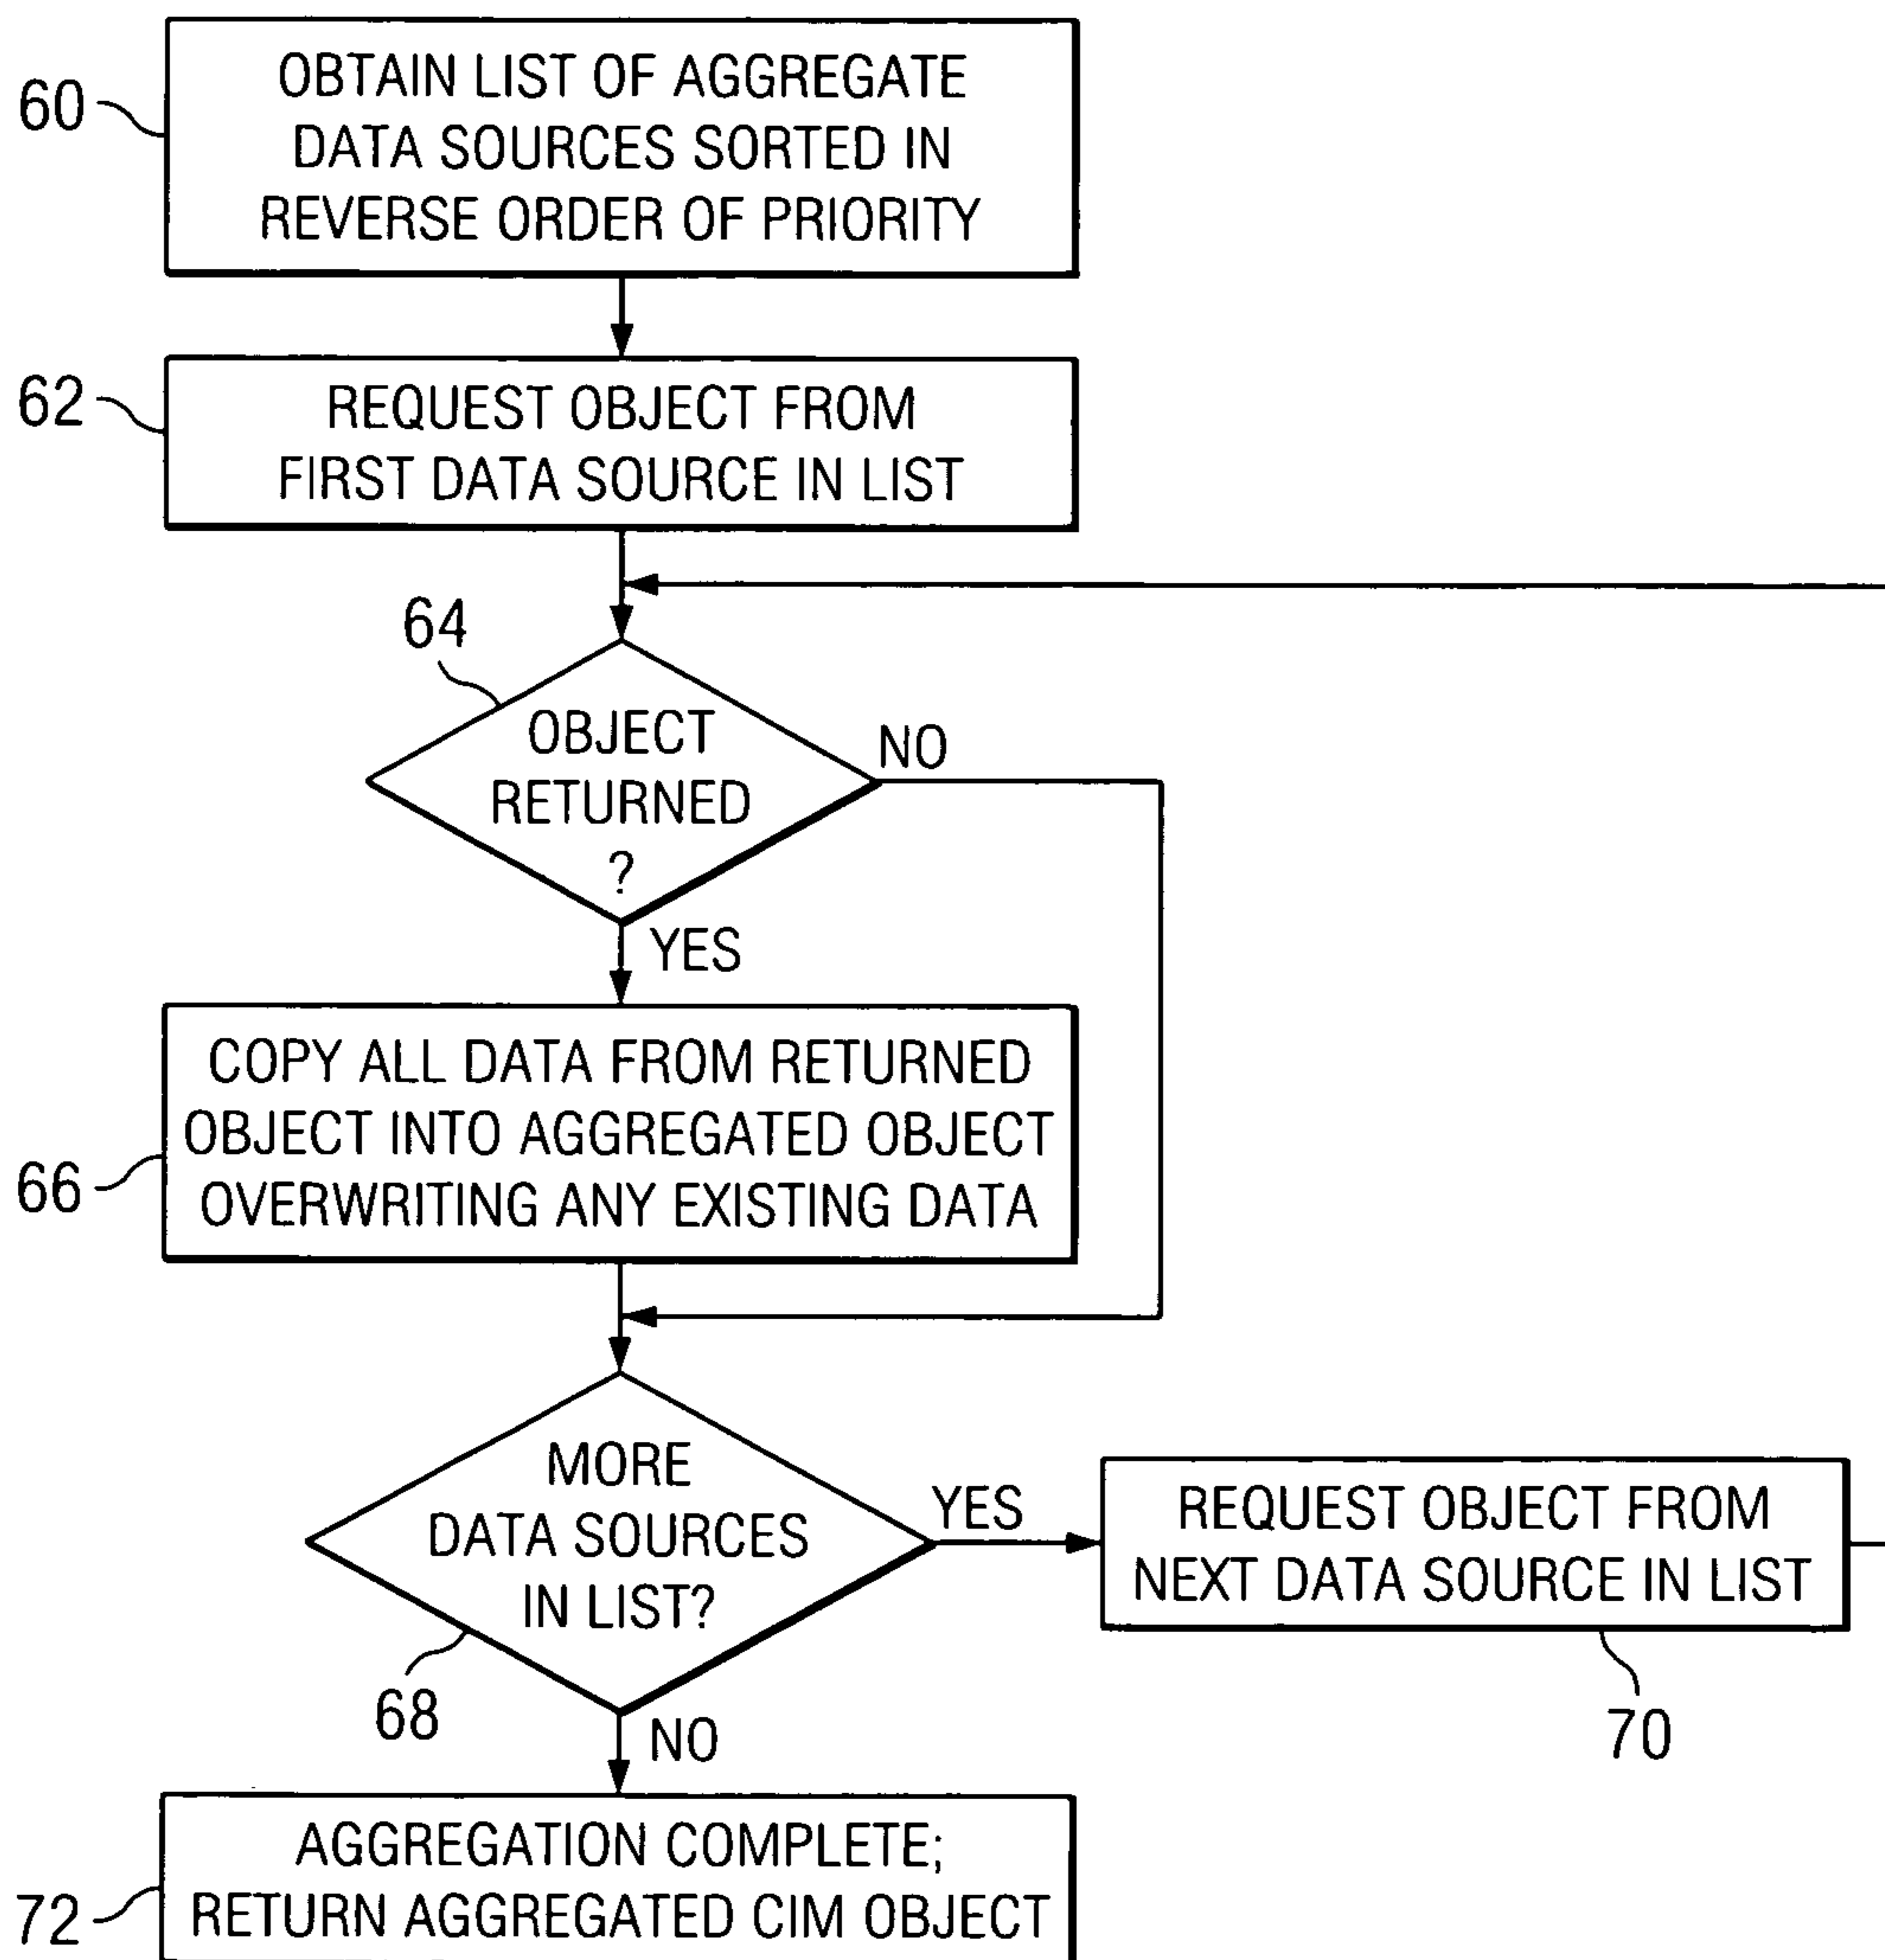 60
OBTAIN LIST OF AGGREGATE
DATA SOURCES SORTED IN
REVERSE ORDER OF PRIORITY
62
REQUEST OBJECT FROM
FIRST DATA SOURCE IN LIST
64
OBJECT
RETURNED
?
NO
YES
66
COPY ALL DATA FROM RETURNED
OBJECT INTO AGGREGATED OBJECT
OVERWRITING ANY EXISTING DATA
MORE
DATA SOURCES
IN LIST?
68
YES
REQUEST OBJECT FROM
NEXT DATA SOURCE IN LIST
70
NO
72
AGGREGATION COMPLETE;
RETURN AGGREGATED CIM OBJECT